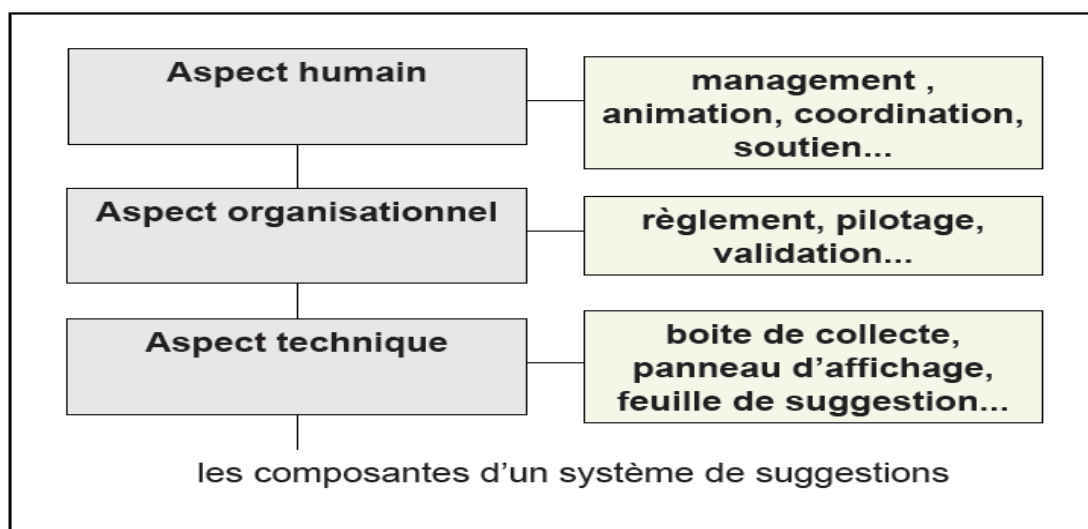 Aspect humain
management ,
animation, coordination,
soutien...
Aspect organisationnel
règlement, pilotage,
validation...
Aspect technique
boite de collecte,
panneau d’affichage,
feuille de suggestion...
les composantes d’un système de suggestions